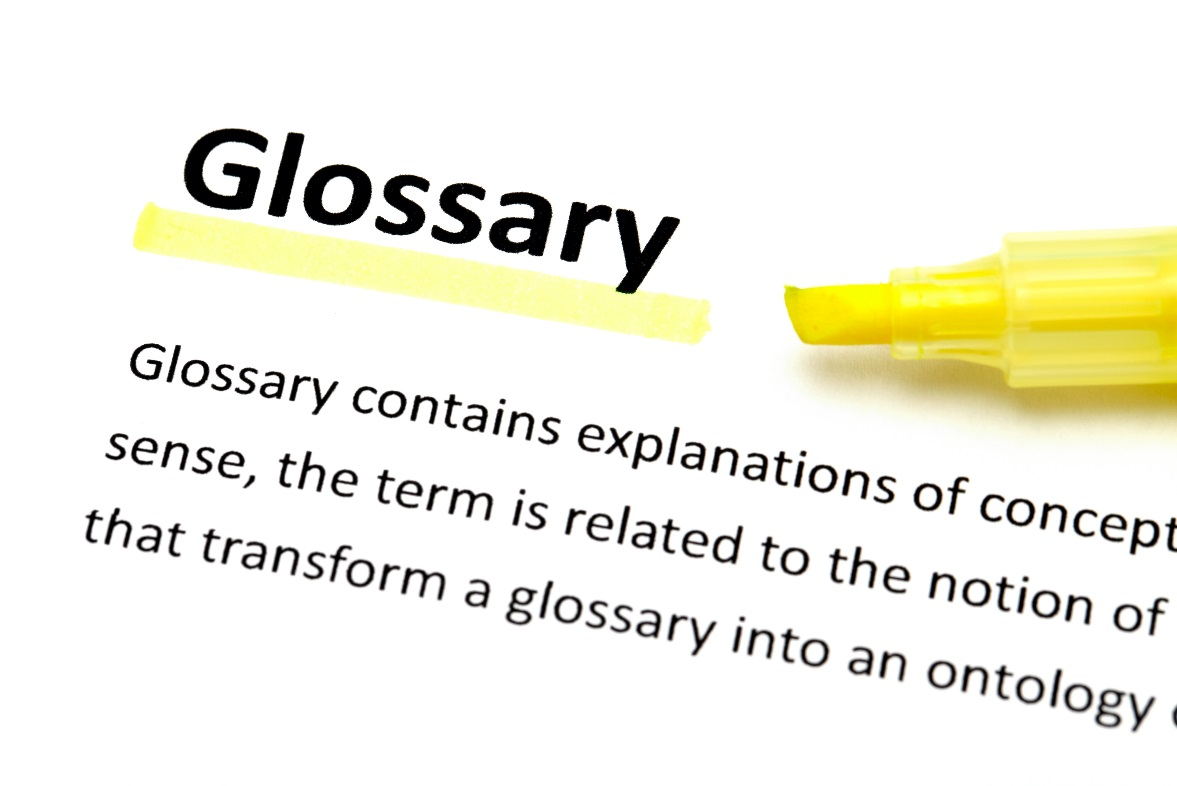 Glossary
Glossary contains explanations of
sense, the term is related to the notion of
that transform a glossary into an ontology